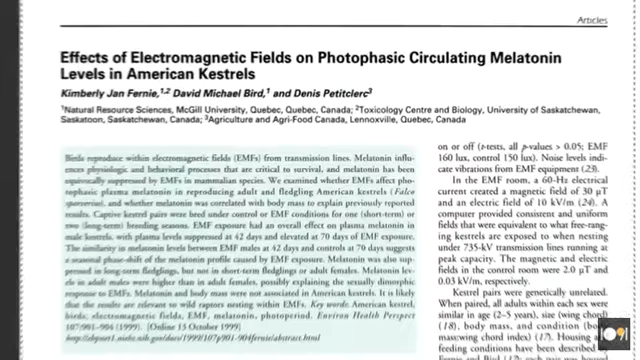 Articles
Effects of Electromagnetic Fields on Photophasic Circulating Melatonin
Levels in American Kestrels
Kimberly Jan Fernie,1,2 David Michael Bird,1 and Denis Petitclerc3
1Natural Resource Sciences, McGill University, Quebec, Quebec, Canada; 2Toxicology Centre and Biology, University of Saskatchewan,
Saskatoon, Saskatchewan, Canada; 3Agriculture and Agri-Food Canada, Lennoxville, Quebec, Canada
Birds reproduce within electromagnetic fields (EMFs) from transmission lines. Melatonin influ-
ences physiologic and behavioral processes that are critical to survival, and melatonin has been
equivocally suppressed by EMFs in mammalian species. We examined whether EMFs affect pho-
tophasic plasma melatonin in reproducing adult and fledgling American kestrels (Falco
sparverius), and whether melatonin was correlated with body mass to explain previously reported
results. Captive kestrel pairs were bred under control or EMF conditions for one (short-term) or
two (long-term) breeding seasons. EMF exposure had an overall effect on plasma melatonin in
male kestrels, with plasma levels suppressed at 42 days and elevated at 70 days of EMF exposure.
The similarity in melatonin levels between EMF males at 42 days and controls at 70 days suggests
a seasonal phase-shift of the melatonin profile caused by EMF exposure. Melatonin was also sup-
pressed in long-term fledglings, but not in short-term fledglings or adult females. Melatonin lev-
els in adult males were higher than in adult females, possibly explaining the sexually dimorphic
response to EMFs. Melatonin and body mass were not associated in American kestrels. It is likely
that the results are relevant to wild raptors nesting within EMFs. Key words: American kestrel,
birds, electromagnetic fields, EMF, melatonin, photoperiod. Environ Health Perspect
107:901–904 (1999). [Online 13 October 1999]
http://ehpnet1.niehs.nih.gov/docs/1999/107p901-904fernie/abstract.html
on or off (t-tests, all p-values > 0.05; EMF
160 lux, control 150 lux). Noise levels indi-
cate vibrations from EMF equipment (23).
In the EMF room, a 60-Hz electrical
current created a magnetic field of 30 µT
and an electric field of 10 kV/m (24). A
computer provided consistent and uniform
fields that were equivalent to what free-rang-
ing kestrels are exposed to when nesting
under 735-kV transmission lines running at
peak capacity. The magnetic and electric
fields in the control room were 2.0 µT and
0.03 kV/m, respectively.
Kestrel pairs were genetically unrelated.
When paired, all adults within each sex were
similar in age (2–5 years), size (wing chord)
(18), body mass, and condition (body
mass:wing chord index) (17). Housing and
feeding conditions have been described